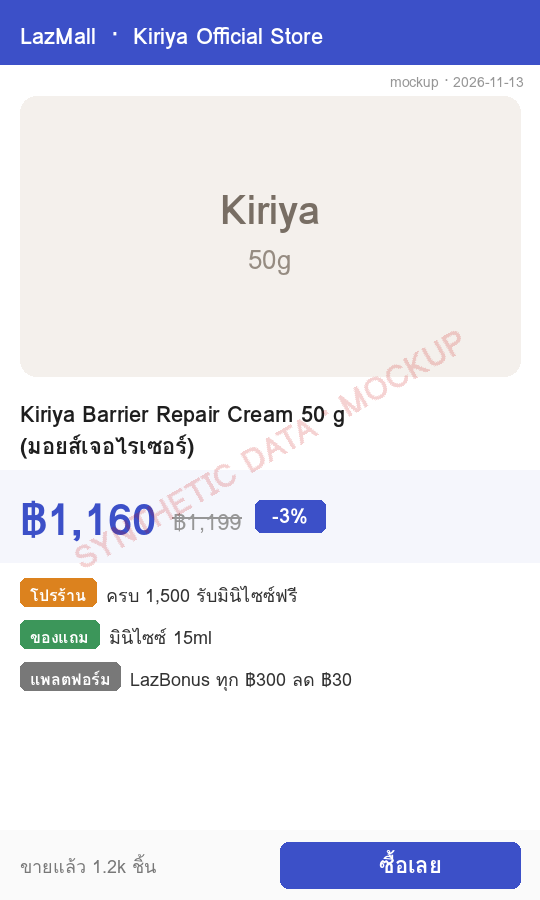 LazMall · Kiriya Official Store
mockup · 2026-11-13
Kiriya
50g
Kiriya Barrier Repair Cream 50 g
(มอยส์เจอไรเซอร์)
฿1,160 ฿1,199 -3%
โปรร้าน ครบ 1,500 รับมินิไซซ์ฟรี
ของแถม มินิไซซ์ 15ml
แพลตฟอร์ม LazBonus ทุก ฿300 ลด ฿30
SYNTHETIC DATA · MOCKUP
ขายแล้ว 1.2k ชิ้น ซื้อเลย